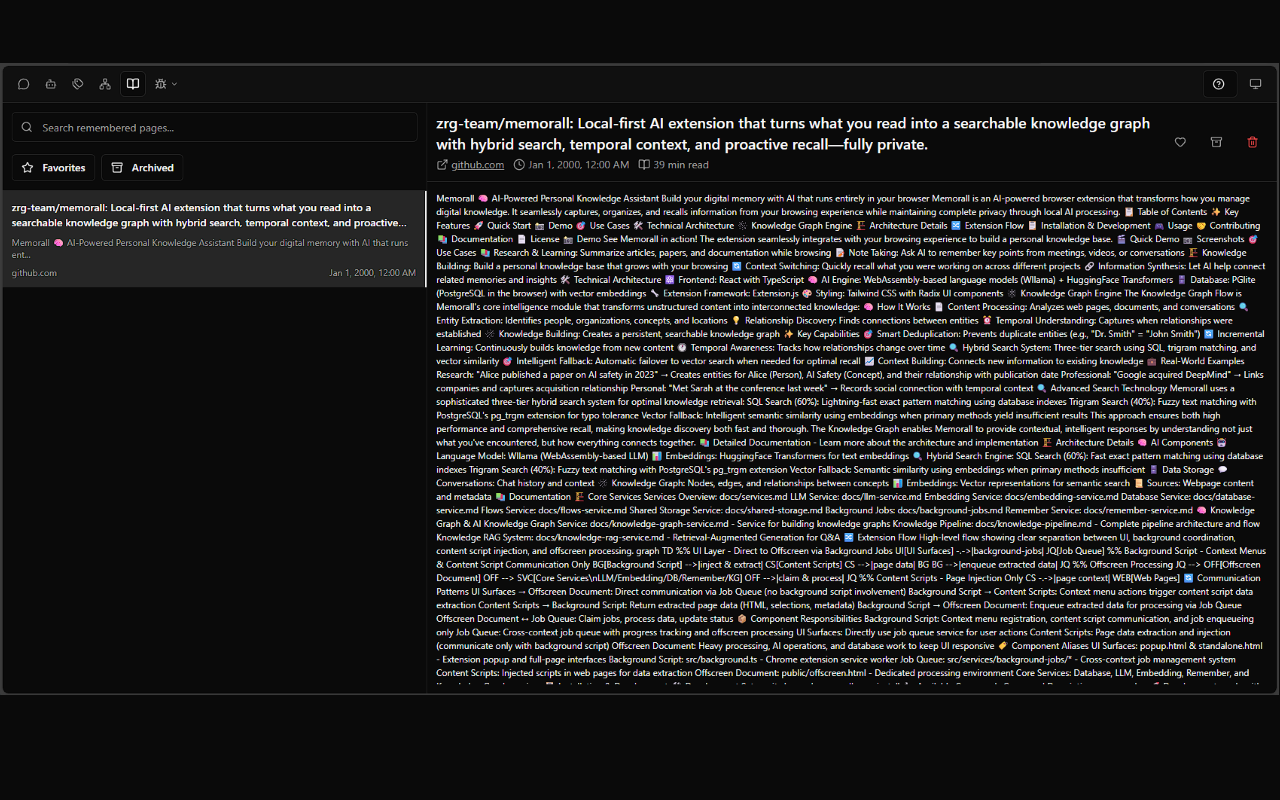 Search remembered pages...
Favorites
Archived
zrg-team/memorall: Local-first AI extension that turns what you read into a
searchable knowledge graph with hybrid search, temporal context, and proactive...
Memorall 🧠 AI-Powered Personal Knowledge Assistant Build your digital memory with AI that runs
ent...
github.com
Jan 1, 2000, 12:00 AM
zrg-team/memorall: Local-first AI extension that turns what you read into a searchable knowledge graph
with hybrid search, temporal context, and proactive recall—fully private.
github.com Jan 1, 2000, 12:00 AM 39 min read
Memorall 🧠 AI-Powered Personal Knowledge Assistant Build your digital memory with AI that runs entirely in your browser Memorall is an AI-powered browser extension that transforms how you manage
digital knowledge. It seamlessly captures, organizes, and recalls information from your browsing experience while maintaining complete privacy through local AI processing. 📋 Table of Contents ✨ Key
Features 🚀 Quick Start 📷 Demo 🎯 Use Cases 🛠 Technical Architecture 🕸 Knowledge Graph Engine 🏗 Architecture Details 🔀 Extension Flow 📋 Installation & Development 🎮 Usage 🤝 Contributing
📚 Documentation 📄 License 📷 Demo See Memorall in action! The extension seamlessly integrates with your browsing experience to build a personal knowledge base. 🎬 Quick Demo 📷 Screenshots 🎯
Use Cases 📚 Research & Learning: Summarize articles, papers, and documentation while browsing 📝 Note Taking: Ask AI to remember key points from meetings, videos, or conversations 🏗 Knowledge
Building: Build a personal knowledge base that grows with your browsing 🔄 Context Switching: Quickly recall what you were working on across different projects 🔗 Information Synthesis: Let AI help connect
related memories and insights 🛠 Technical Architecture ⚛ Frontend: React with TypeScript 🧠 AI Engine: WebAssembly-based language models (Wllama) + HuggingFace Transformers 🗄 Database: PGlite
(PostgreSQL in the browser) with vector embeddings 🔧 Extension Framework: Extension.js 🎨 Styling: Tailwind CSS with Radix UI components 🕸 Knowledge Graph Engine The Knowledge Graph Flow is
Memorall's core intelligence module that transforms unstructured content into interconnected knowledge: 🧠 How It Works 📄 Content Processing: Analyzes web pages, documents, and conversations 🔍
Entity Extraction: Identifies people, organizations, concepts, and locations 💡 Relationship Discovery: Finds connections between entities ⏰ Temporal Understanding: Captures when relationships were
established 🕸 Knowledge Building: Creates a persistent, searchable knowledge graph ✨ Key Capabilities 🎯 Smart Deduplication: Prevents duplicate entities (e.g., "Dr. Smith" = "John Smith") 🔄 Incremental
Learning: Continuously builds knowledge from new content 🕐 Temporal Awareness: Tracks how relationships change over time 🔍 Hybrid Search System: Three-tier search using SQL, trigram matching, and
vector similarity 🎯 Intelligent Fallback: Automatic failover to vector search when needed for optimal recall 📈 Context Building: Connects new information to existing knowledge 💼 Real-World Examples
Research: "Alice published a paper on AI safety in 2023" → Creates entities for Alice (Person), AI Safety (Concept), and their relationship with publication date Professional: "Google acquired DeepMind" → Links
companies and captures acquisition relationship Personal: "Met Sarah at the conference last week" → Records social connection with temporal context 🔍 Advanced Search Technology Memorall uses a
sophisticated three-tier hybrid search system for optimal knowledge retrieval: SQL Search (60%): Lightning-fast exact pattern matching using database indexes Trigram Search (40%): Fuzzy text matching with
PostgreSQL's pg_trgm extension for typo tolerance Vector Fallback: Intelligent semantic similarity using embeddings when primary methods yield insufficient results This approach ensures both high
performance and comprehensive recall, making knowledge discovery both fast and thorough. The Knowledge Graph enables Memorall to provide contextual, intelligent responses by understanding not just
what you've encountered, but how everything connects together. 📚 Detailed Documentation - Learn more about the architecture and implementation 🏗 Architecture Details 🧠 AI Components 🤖
Language Model: Wllama (WebAssembly-based LLM) 📊 Embeddings: HuggingFace Transformers for text embeddings 🔍 Hybrid Search Engine: SQL Search (60%): Fast exact pattern matching using database
indexes Trigram Search (40%): Fuzzy text matching with PostgreSQL's pg_trgm extension Vector Fallback: Semantic similarity using embeddings when primary methods insufficient 🗄 Data Storage 💬
Conversations: Chat history and context 🕸 Knowledge Graph: Nodes, edges, and relationships between concepts 📊 Embeddings: Vector representations for semantic search 📜 Sources: Webpage content
and metadata 📚 Documentation 🏗 Core Services Services Overview: docs/services.md LLM Service: docs/llm-service.md Embedding Service: docs/embedding-service.md Database Service: docs/database-
service.md Flows Service: docs/flows-service.md Shared Storage Service: docs/shared-storage.md Background Jobs: docs/background-jobs.md Remember Service: docs/remember-service.md 🧠 Knowledge
Graph & AI Knowledge Graph Service: docs/knowledge-graph-service.md - Service for building knowledge graphs Knowledge Pipeline: docs/knowledge-pipeline.md - Complete pipeline architecture and flow
Knowledge RAG System: docs/knowledge-rag-service.md - Retrieval-Augmented Generation for Q&A 🔀 Extension Flow High-level flow showing clear separation between UI, background coordination,
content script injection, and offscreen processing. graph TD %% UI Layer - Direct to Offscreen via Background Jobs UI[UI Surfaces] -.->|background-jobs| JQ[Job Queue] %% Background Script - Context Menus
& Content Script Communication Only BG[Background Script] -->|inject & extract| CS[Content Scripts] CS -->|page data| BG BG -->|enqueue extracted data| JQ %% Offscreen Processing JQ --> OFF[Offscreen
Document] OFF --> SVC[Core Services\nLLM/Embedding/DB/Remember/KG] OFF -->|claim & process| JQ %% Content Scripts - Page Injection Only CS -.->|page context| WEB[Web Pages] 🔄 Communication
Patterns UI Surfaces → Offscreen Document: Direct communication via Job Queue (no background script involvement) Background Script → Content Scripts: Context menu actions trigger content script data
extraction Content Scripts → Background Script: Return extracted page data (HTML, selections, metadata) Background Script → Offscreen Document: Enqueue extracted data for processing via Job Queue
Offscreen Document ↔ Job Queue: Claim jobs, process data, update status 📦 Component Responsibilities Background Script: Context menu registration, content script communication, and job enqueueing
only Job Queue: Cross-context job queue with progress tracking and offscreen processing UI Surfaces: Directly use job queue service for user actions Content Scripts: Page data extraction and injection
(communicate only with background script) Offscreen Document: Heavy processing, AI operations, and database work to keep UI responsive 🏷 Component Aliases UI Surfaces: popup.html & standalone.html
- Extension popup and full-page interfaces Background Script: src/background.ts - Chrome extension service worker Job Queue: src/services/background-jobs/* - Cross-context job management system
Content Scripts: Injected scripts in web pages for data extraction Offscreen Document: public/offscreen.html - Dedicated processing environment Core Services: Database, LLM, Embedding, Remember, and